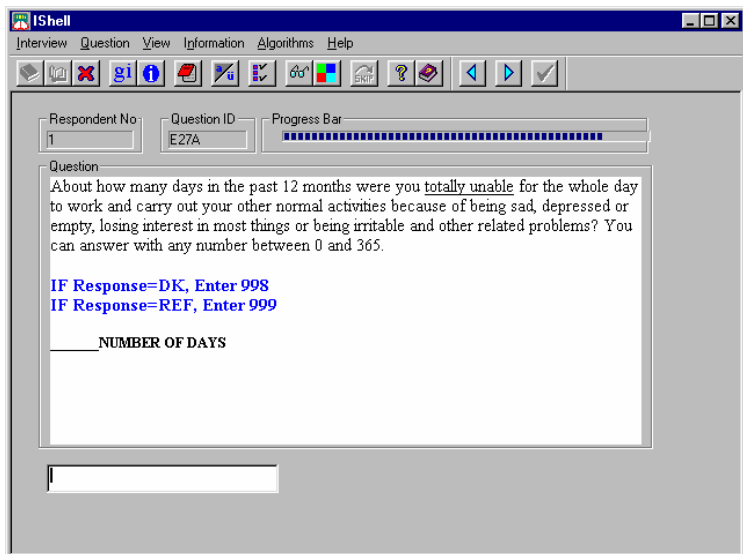 IShell
Interview Question View Information Algorithms Help
gi i a/ü SKIP ?
Respondent No Question ID Progress Bar
1 E27A
Question
About how many days in the past 12 months were you totally unable for the whole day
to work and carry out your other normal activities because of being sad, depressed or
empty, losing interest in most things or being irritable and other related problems? You
can answer with any number between 0 and 365.
IF Response=DK, Enter 998
IF Response=REF, Enter 999
______NUMBER OF DAYS